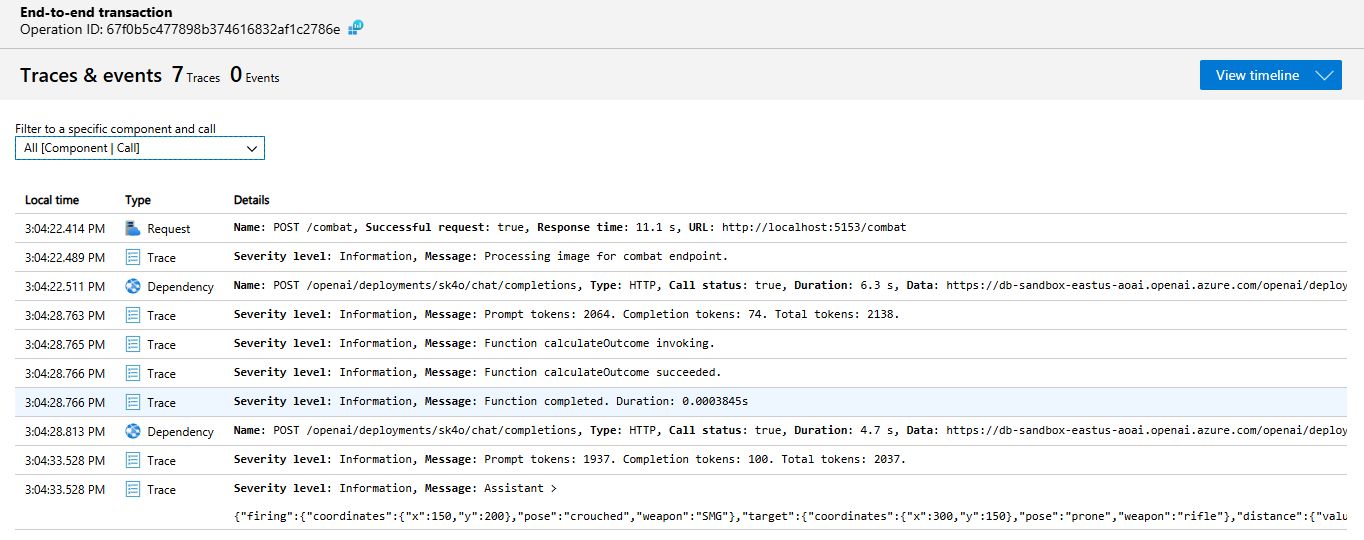 End-to-end transaction
Operation ID: 67f0b5c477898b374616832af1c2786e
Traces & events 7 Traces 0 Events
View timeline
Filter to a specific component and call
All [Component | Call]
Local time Type Details
3:04:22.414 PM Request Name: POST /combat, Successful request: true, Response time: 11.1 s, URL: http://localhost:5153/combat
3:04:22.489 PM Trace Severity level: Information, Message: Processing image for combat endpoint.
3:04:22.511 PM Dependency Name: POST /openai/deployments/sk4o/chat/completions, Type: HTTP, Call status: true, Duration: 6.3 s, Data: https://db-sandbox-eastus-aoai.openai.azure.com/openai/deploy
3:04:28.763 PM Trace Severity level: Information, Message: Prompt tokens: 2064. Completion tokens: 74. Total tokens: 2138.
3:04:28.765 PM Trace Severity level: Information, Message: Function calculateOutcome invoking.
3:04:28.766 PM Trace Severity level: Information, Message: Function calculateOutcome succeeded.
3:04:28.766 PM Trace Severity level: Information, Message: Function completed. Duration: 0.0003845s
3:04:28.813 PM Dependency Name: POST /openai/deployments/sk4o/chat/completions, Type: HTTP, Call status: true, Duration: 4.7 s, Data: https://db-sandbox-eastus-aoai.openai.azure.com/openai/deploy
3:04:33.528 PM Trace Severity level: Information, Message: Prompt tokens: 1937. Completion tokens: 100. Total tokens: 2037.
3:04:33.528 PM Trace Severity level: Information, Message: Assistant >
{"firing":{"coordinates":{"x":150,"y":200},"pose":"crouched","weapon":"SMG"},"target":{"coordinates":{"x":300,"y":150},"pose":"prone","weapon":"rifle"},"distance":{"valu